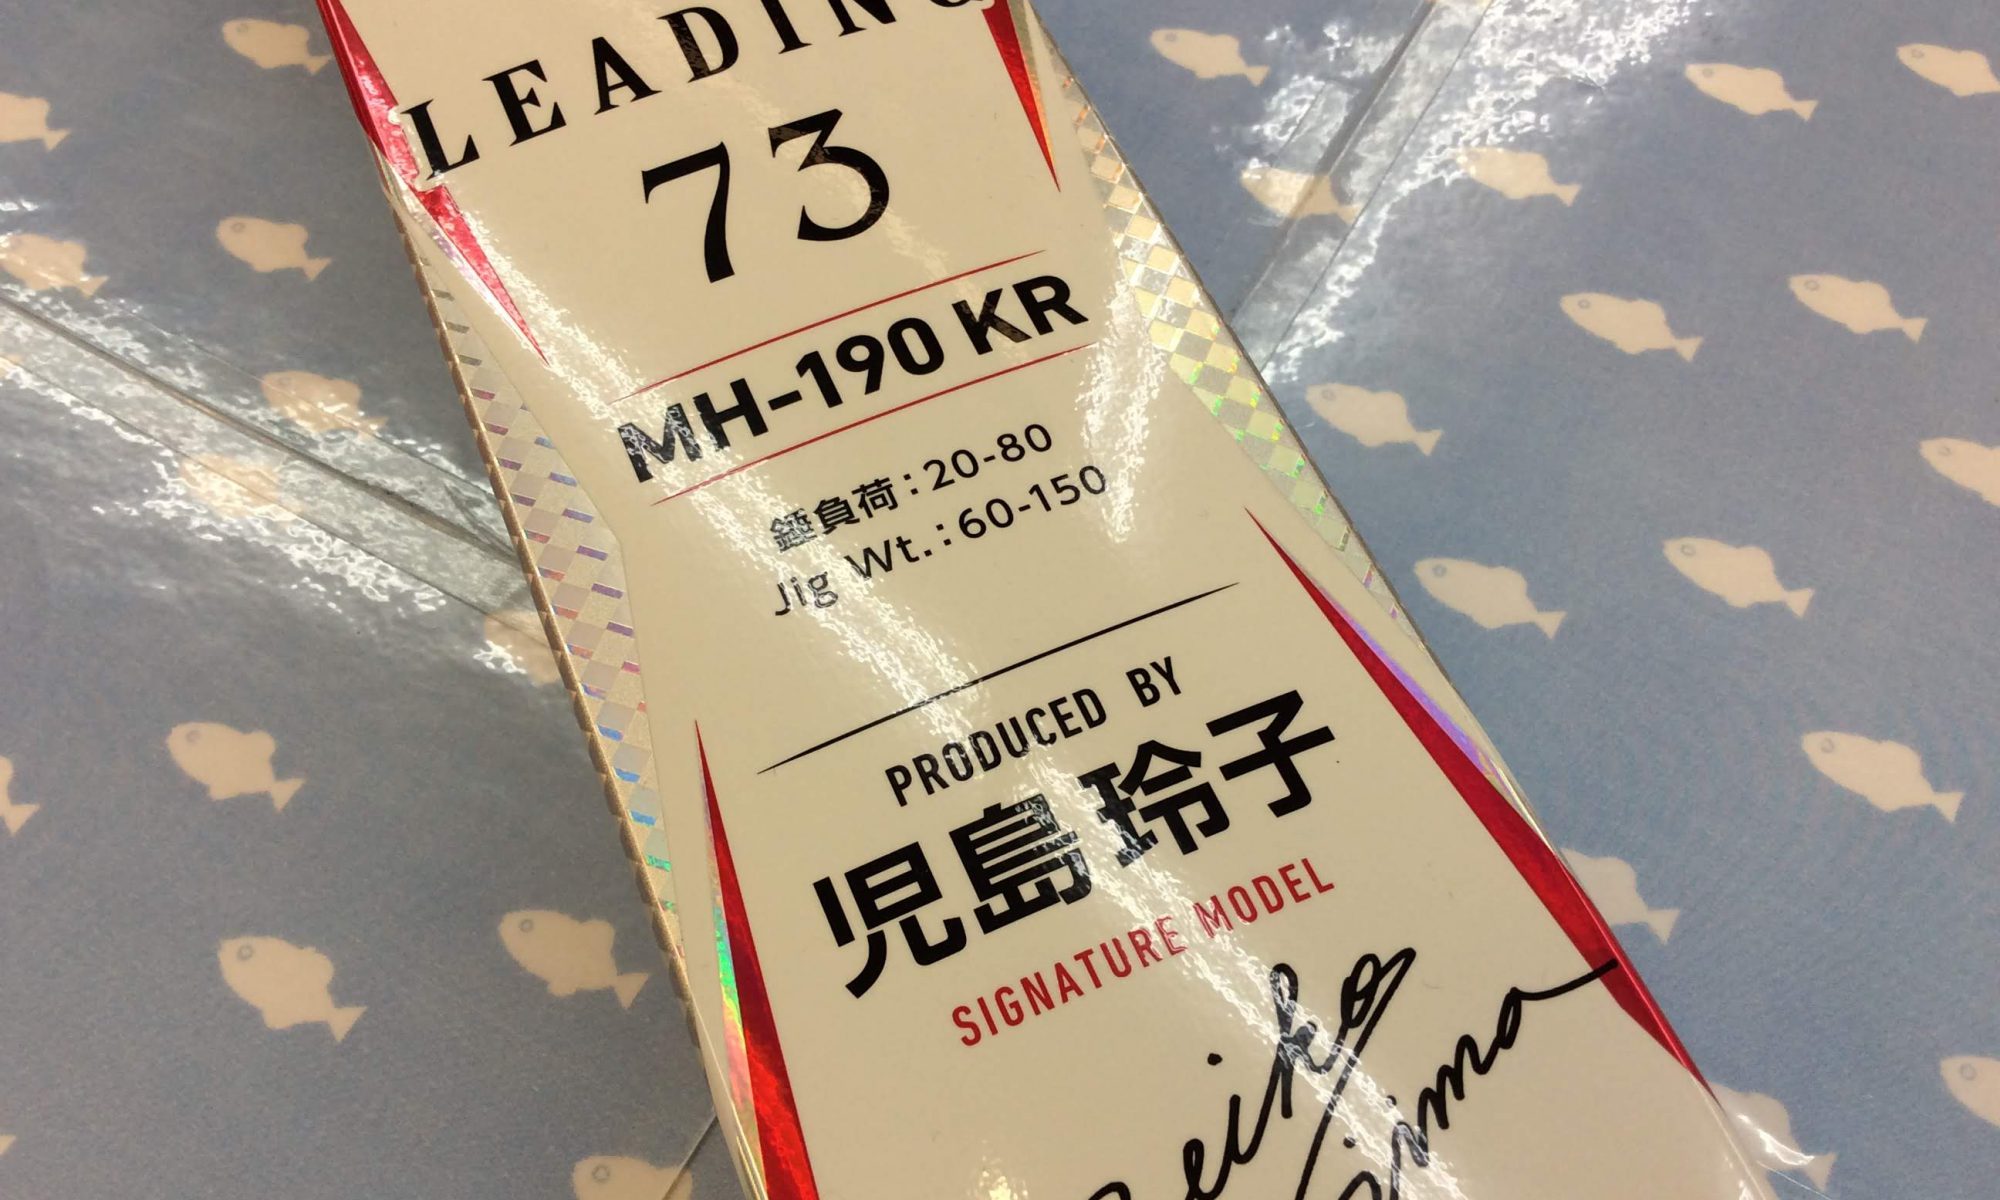 LEADING
73
MH-190 KR
錘負荷:20-80
Jig Wt.:60-150
PRODUCED BY
児島玲子
SIGNATURE MODEL
Reiko